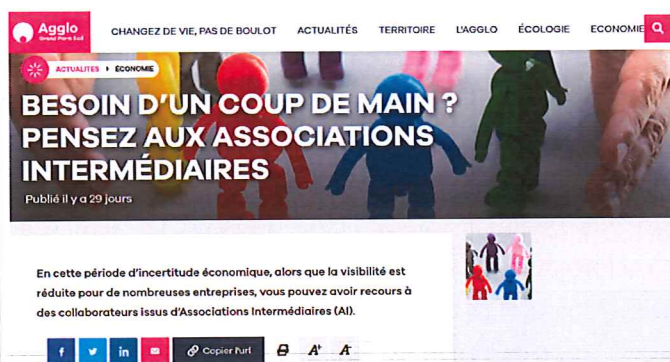 Agglo
Grand Paris Sud
CHANGEZ DE VIE, PAS DE BOULOT ACTUALITÉS TERRITOIRE L'AGGLO ÉCOLOGIE ECONOMIE
ACTUALITES ÉCONOMIE
BESOIN D'UN COUP DE MAIN ?
PENSEZ AUX ASSOCIATIONS
INTERMÉDIAIRES
Publié il y a 29 jours
En cette période d'incertitude économique, alors que la visibilité est
réduite pour de nombreuses entreprises, vous pouvez avoir recours à
des collaborateurs issus d'Associations Intermédiaires (AI).
f in Copier l'url A+ A-